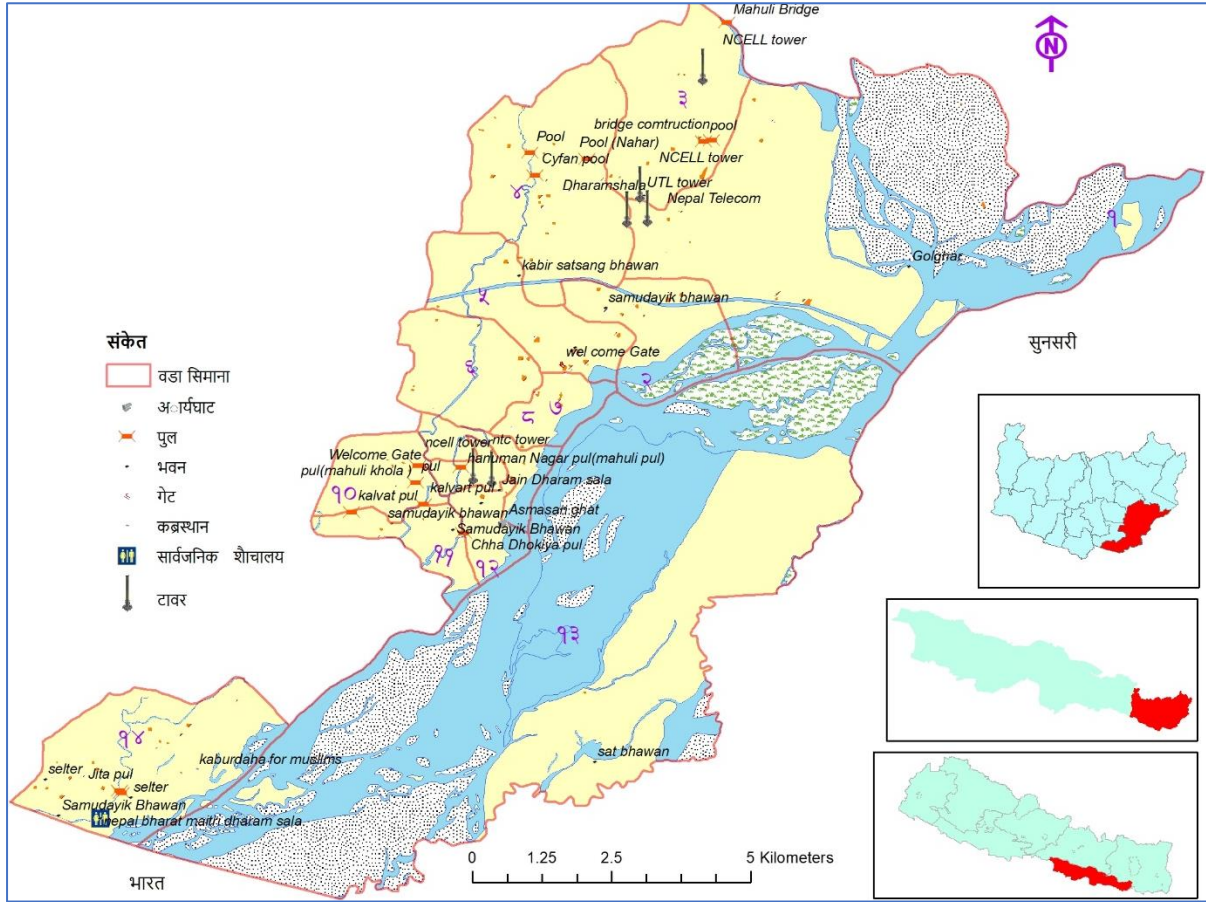 Mahuli Bridge
N
NCELL tower
३
bridge comtruction
pool
Pool
Pool (Nahar)
Cyfan pool
NCELL tower
४
Dharamshala
UTL tower
Nepal Telecom
१
Golghar
kabir satsang bhawan
५
samudayik bhawan
सुनसरी
wel come Gate
६
२
८
७
संकेत
वडा सिमाना
अार्यघाट
पुल
भवन
गेट
कब्रस्थान
सार्वजनिक शौचालय
टावर
ncell tower
ntc tower
Welcome Gate
hanuman Nagar pul(mahuli pul)
pul(mahuli khola )
pul
kalvart pul
Jain Dharam sala
१०
kalvat pul
samudayik bhawan
Asmasan ghat
Samudayik Bhawan
Chha Dhokiya pul
११
१२
१३
१४
kaburdaha for muslims
sat bhawan
selter
Jita pul
selter
Samudayik Bhawan
nepal bharat maitri dharam sala
0 1.25 2.5 5 Kilometers
भारत